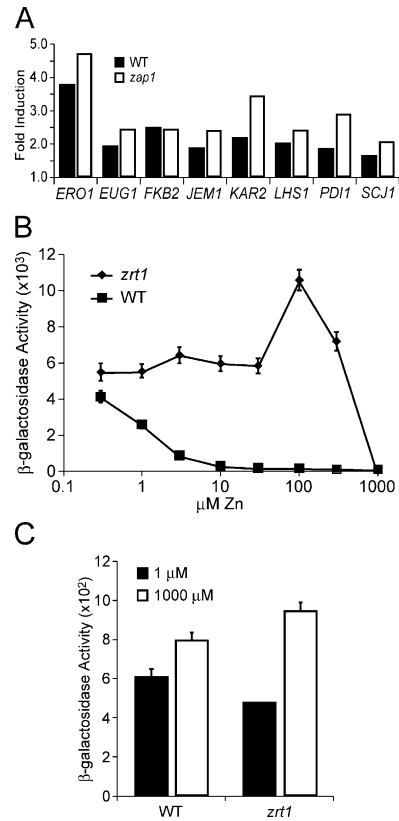 A
WT
zap1
Fold Induction
5.0
4.0
3.0
2.0
1.0
ERO1 EUG1 FKB2 JEM1 KAR2 LHS1 PDI1 SCJ1
B
β-galactosidase Activity (x10³)
12
10
8
6
4
2
0
zrt1
WT
0.1 1 10 100 1000
μM Zn
C
β-galactosidase Activity (x10²)
12
10
8
6
4
2
0
1 μM
1000 μM
WT zrt1